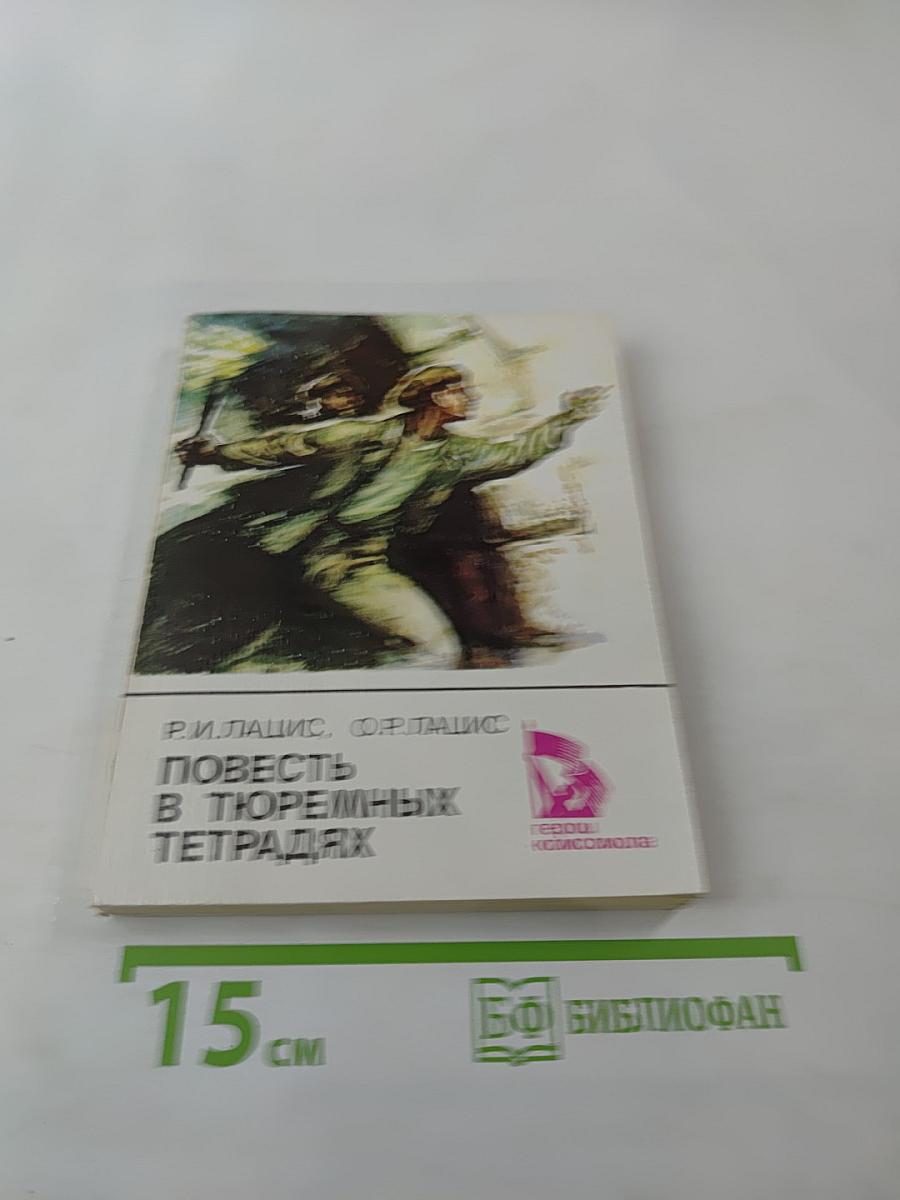 Р.И.ЛАЦИС, О.Р.ЛАЦИС
ПОВЕСТЬ
В ТЮРЕМНЫХ
ТЕТРАДЯХ
герои
комсомола
15 см
БФ БИБЛИОФАН